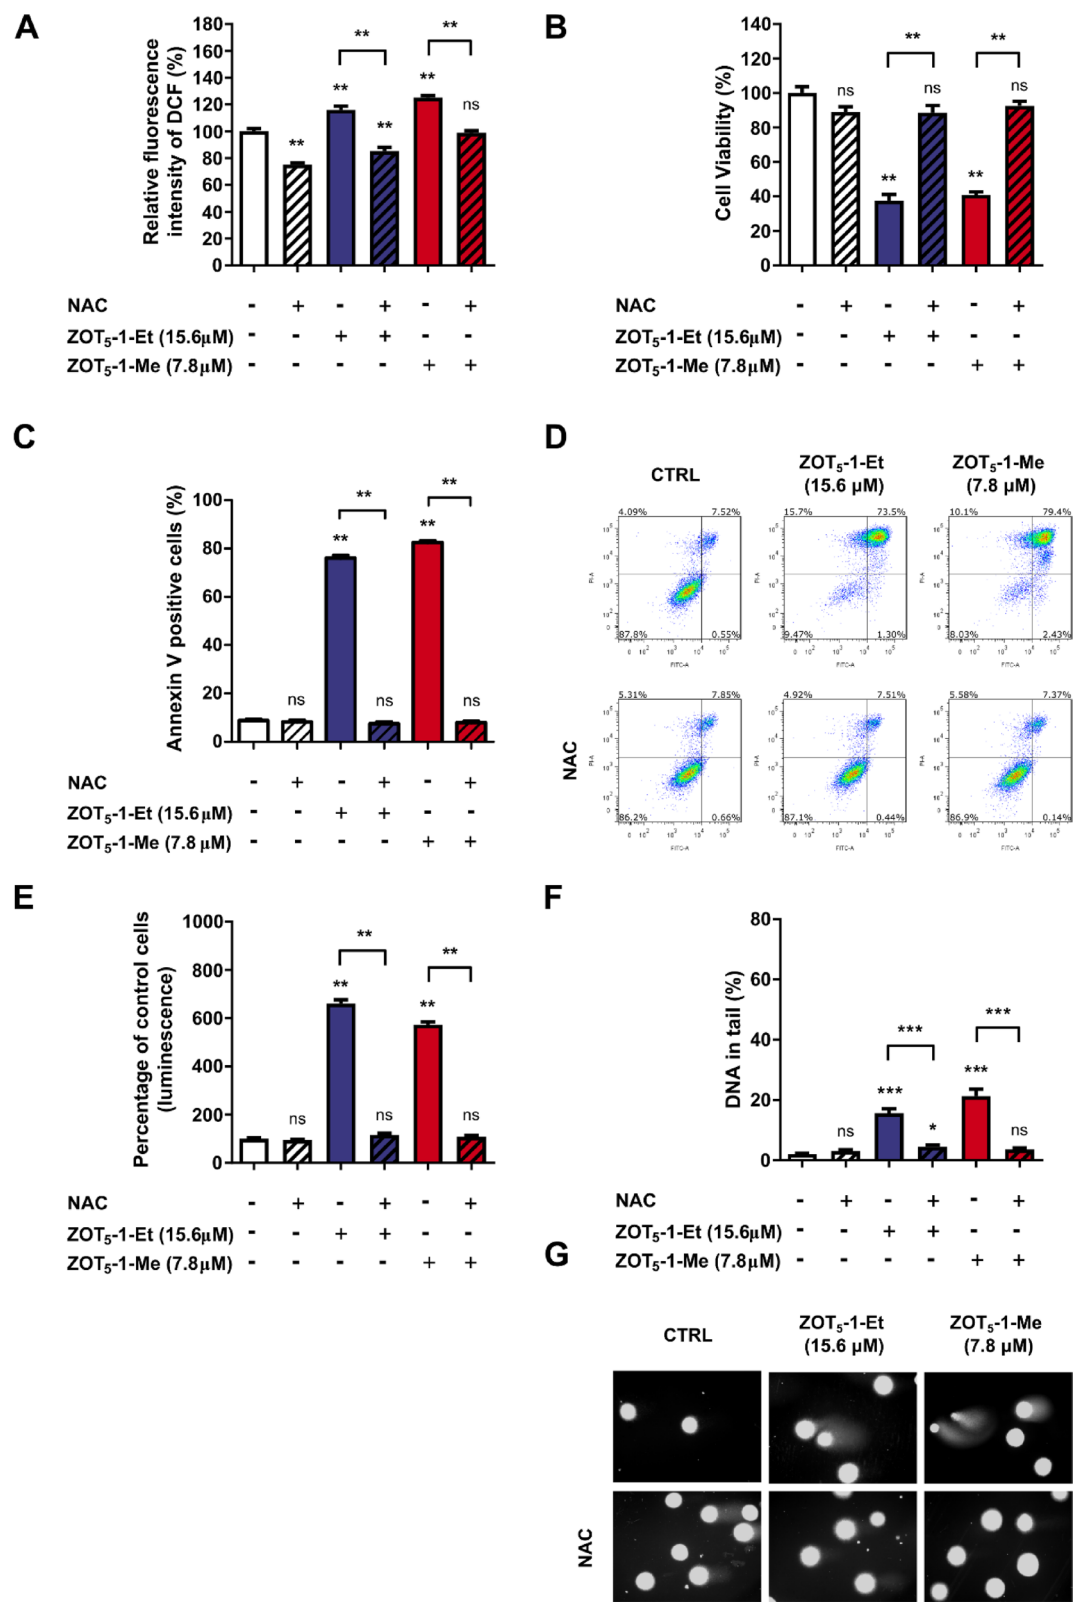 A
Relative fluorescence
intensity of DCF (%)
180
160
140
120
100
80
60
40
20
0
** ** ** ** ** ** ns
NAC - + - + - +
ZOT5-1-Et (15.6μM) - - + + - -
ZOT5-1-Me (7.8μM) - - - - + +
B
Cell Viability (%)
140
120
100
80
60
40
20
0
ns ** ** ns ** ** ns
NAC - + - + - +
ZOT5-1-Et (15.6μM) - - + + - -
ZOT5-1-Me (7.8μM) - - - - + +
C
Annexin V positive cells (%)
100
80
60
40
20
0
ns ** ** ns ** ** ns
NAC - + - + - +
ZOT5-1-Et (15.6μM) - - + + - -
ZOT5-1-Me (7.8 μM) - - - - + +
D
CTRL
ZOT5-1-Et
(15.6 μM)
ZOT5-1-Me
(7.8 μM)
4.09% 7.52%
87.8% 0.55%
FITC-A
15.7% 73.5%
9.47% 1.30%
FITC-A
10.1% 79.4%
8.03% 2.43%
FITC-A
NAC
5.31% 7.85%
86.2% 0.66%
FITC-A
4.92% 7.51%
87.1% 0.44%
FITC-A
5.58% 7.37%
86.9% 0.14%
FITC-A
E
Percentage of control cells
(luminescence)
1000
800
600
400
200
0
ns ** ** ns ** ** ns
NAC - + - + - +
ZOT5-1-Et (15.6μM) - - + + - -
ZOT5-1-Me (7.8μM) - - - - + +
F
DNA in tail (%)
80
60
40
20
0
ns *** *** * *** *** ns
NAC - + - + - +
ZOT5-1-Et (15.6μM) - - + + - -
ZOT5-1-Me (7.8μM) - - - - + +
G
CTRL
ZOT5-1-Et
(15.6 μM)
ZOT5-1-Me
(7.8 μM)
NAC